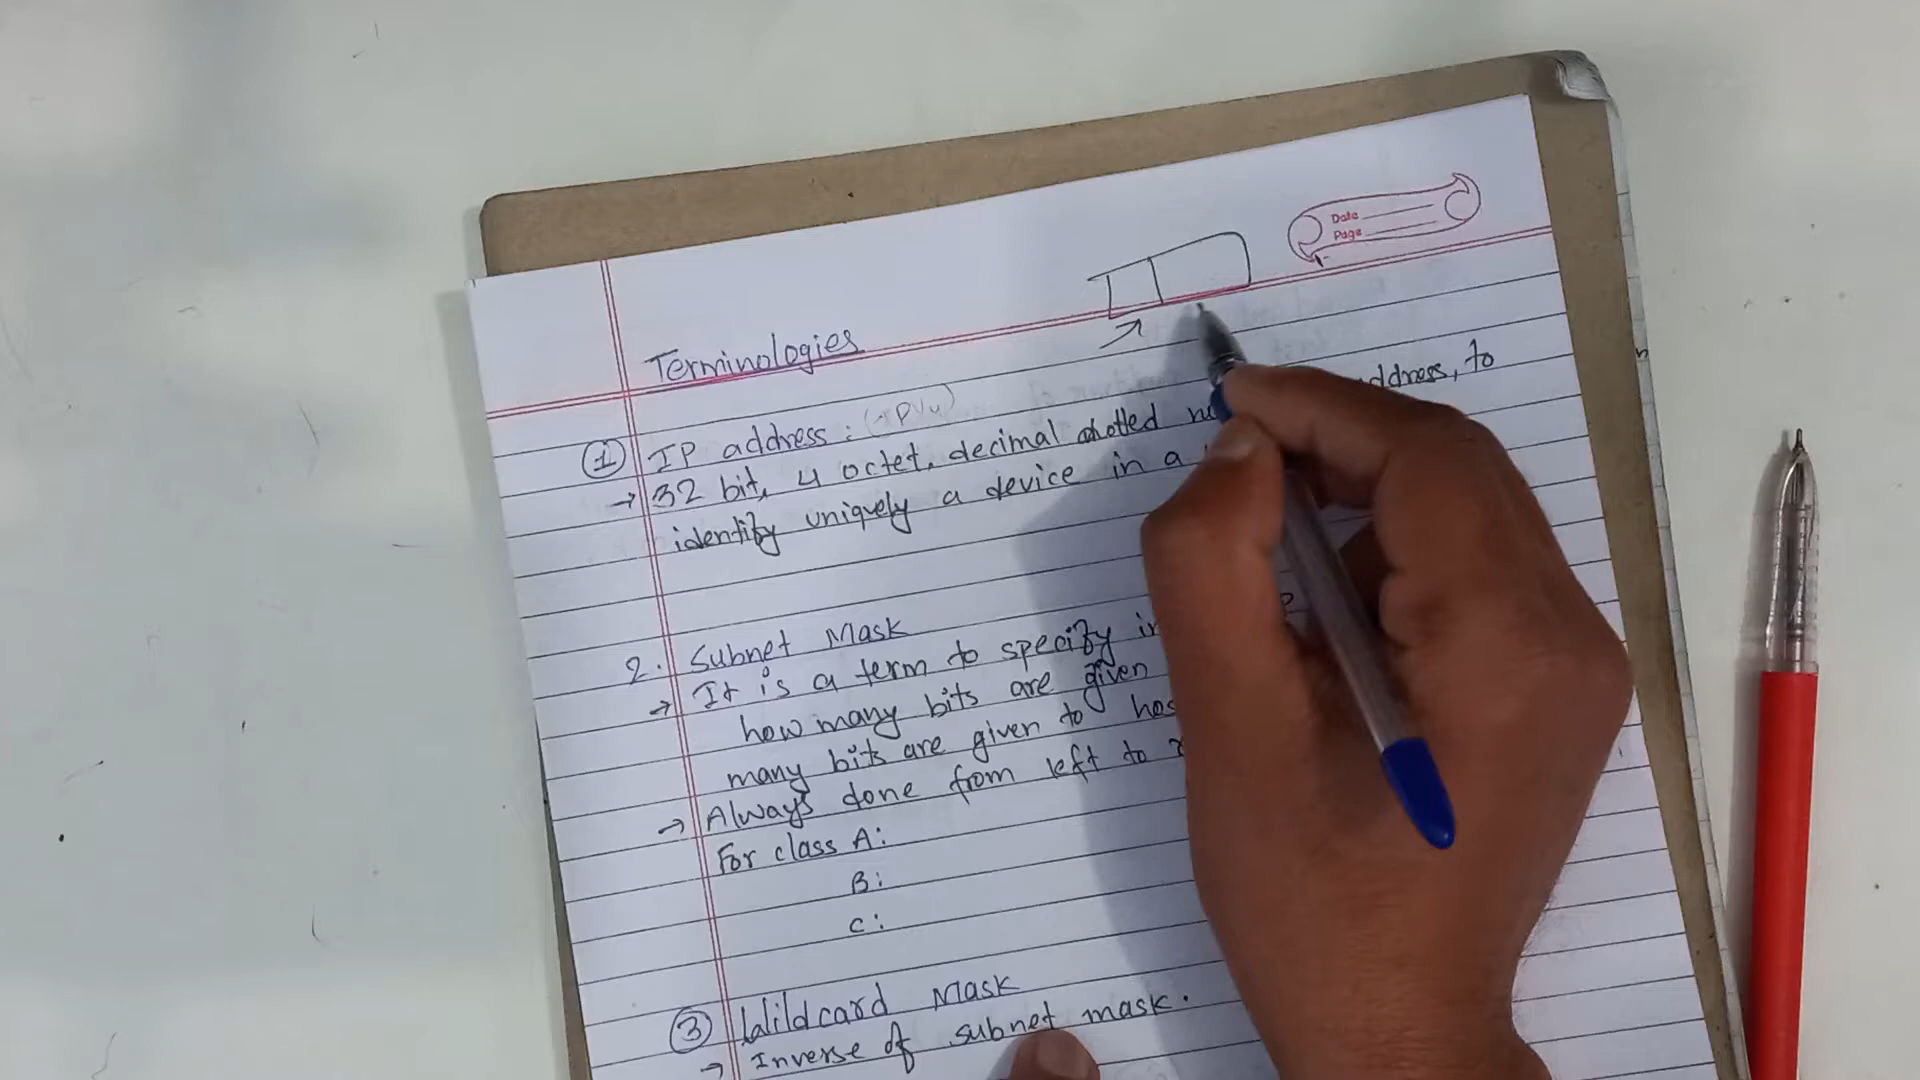 Date
Page
Terminologies
① IP address: (IPV4)
→ 32 bit, 4 octet, decimal dotted address, to
identify uniquely a device in a
2. Subnet Mask
→ It is a term to specify in
how many bits are given
many bits are given to
→ Always done from left to
For class A:
B:
C:
③ Wildcard Mask
→ Inverse of subnet mask.